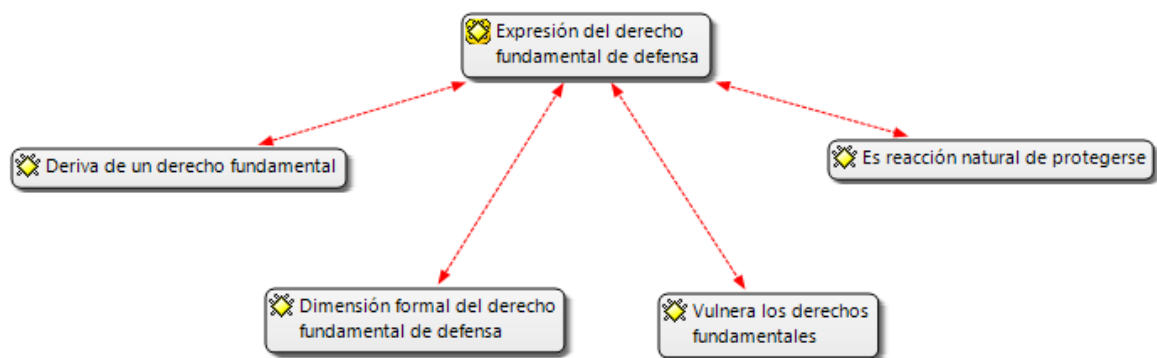 Expresión del derecho
fundamental de defensa
Deriva de un derecho fundamental
Es reacción natural de protegerse
Dimensión formal del derecho
fundamental de defensa
Vulnera los derechos
fundamentales